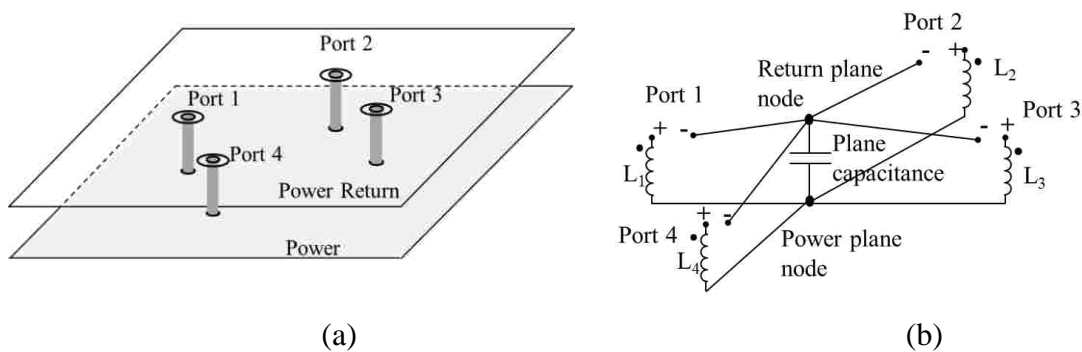 Port 2
Port 1
Port 3
Port 4
Power Return
Power
(a)
Port 2
- +
Return plane
node
L2
Port 1
Port 3
+ -
- +
Plane
capacitance
L1
L3
+ -
Port 4
Power plane
node
L4
(b)